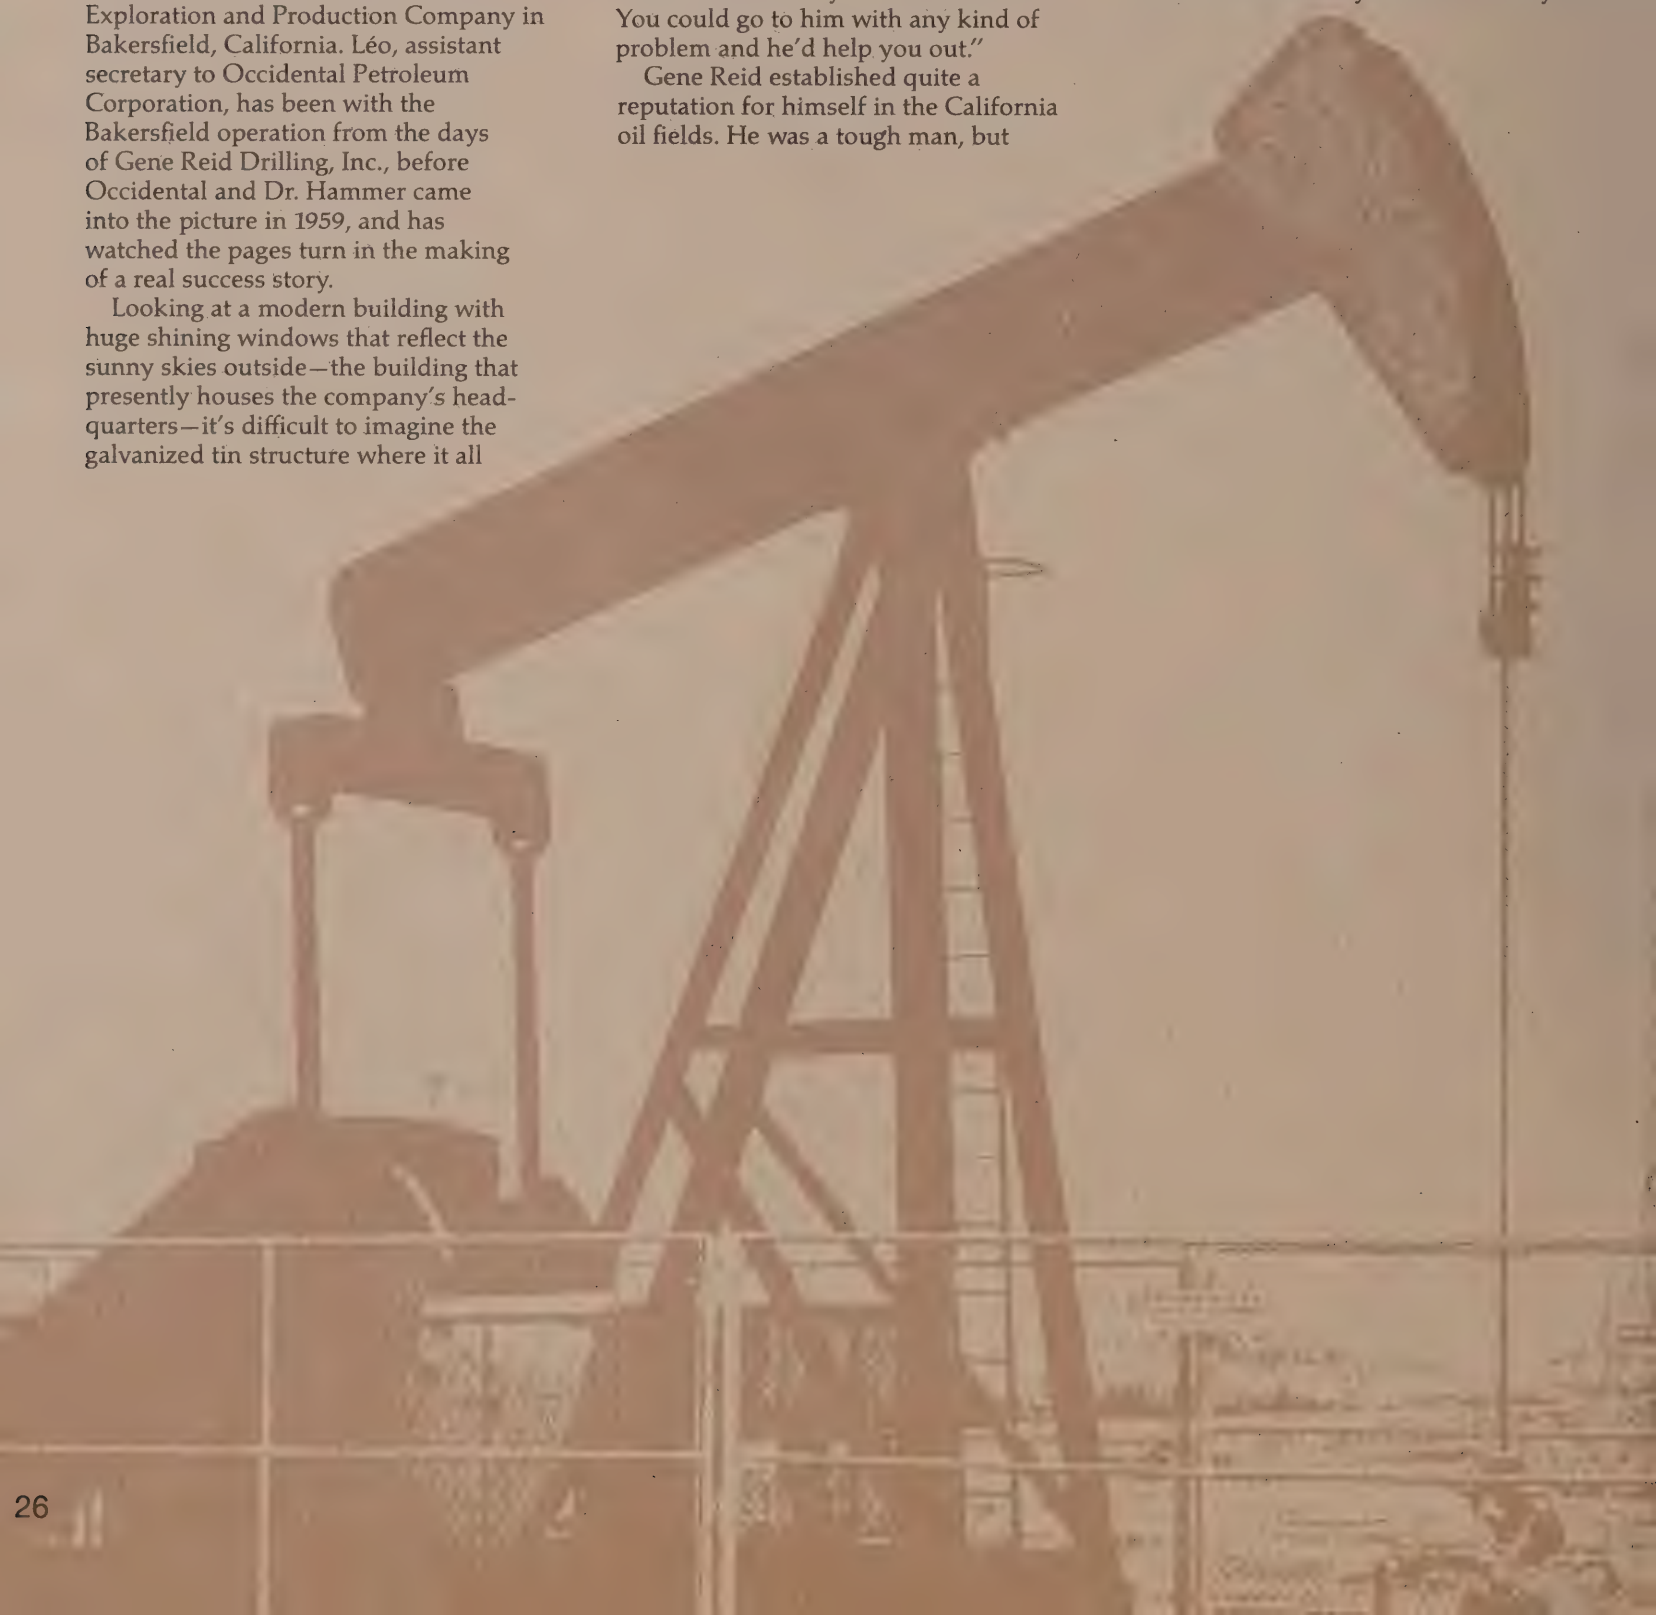 Exploration and Production Company in
Bakersfield, California. Léo, assistant
secretary to Occidental Petroleum
Corporation, has been with the
Bakersfield operation from the days
of Gene Reid Drilling, Inc., before
Occidental and Dr. Hammer came
into the picture in 1959, and has
watched the pages turn in the making
of a real success story.
Looking at a modern building with
huge shining windows that reflect the
sunny skies outside—the building that
presently houses the company's head-
quarters—it's difficult to imagine the
galvanized tin structure where it all
You could go to him with any kind of
problem and he'd help you out."
Gene Reid established quite a
reputation for himself in the California
oil fields. He was a tough man, but
26